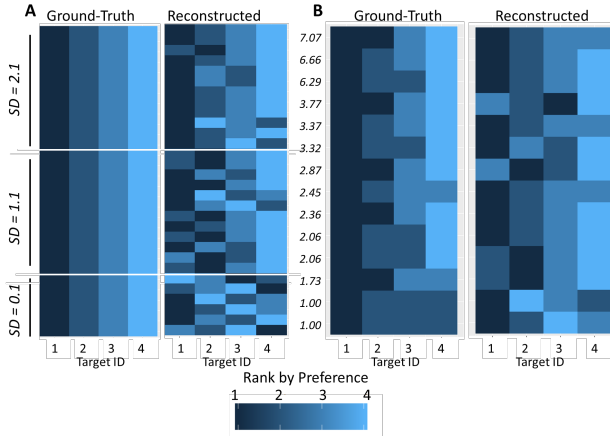 A
Ground-Truth
Reconstructed
B
Ground-Truth
Reconstructed
SD = 2.1
SD = 1.1
SD = 0.1
7.07
6.66
6.29
3.77
3.37
3.32
2.87
2.45
2.36
2.06
2.06
1.73
1.00
1.00
1 2 3 4
Target ID
1 2 3 4
Target ID
1 2 3 4
Target ID
1 2 3 4
Target ID
Rank by Preference
1 2 3 4